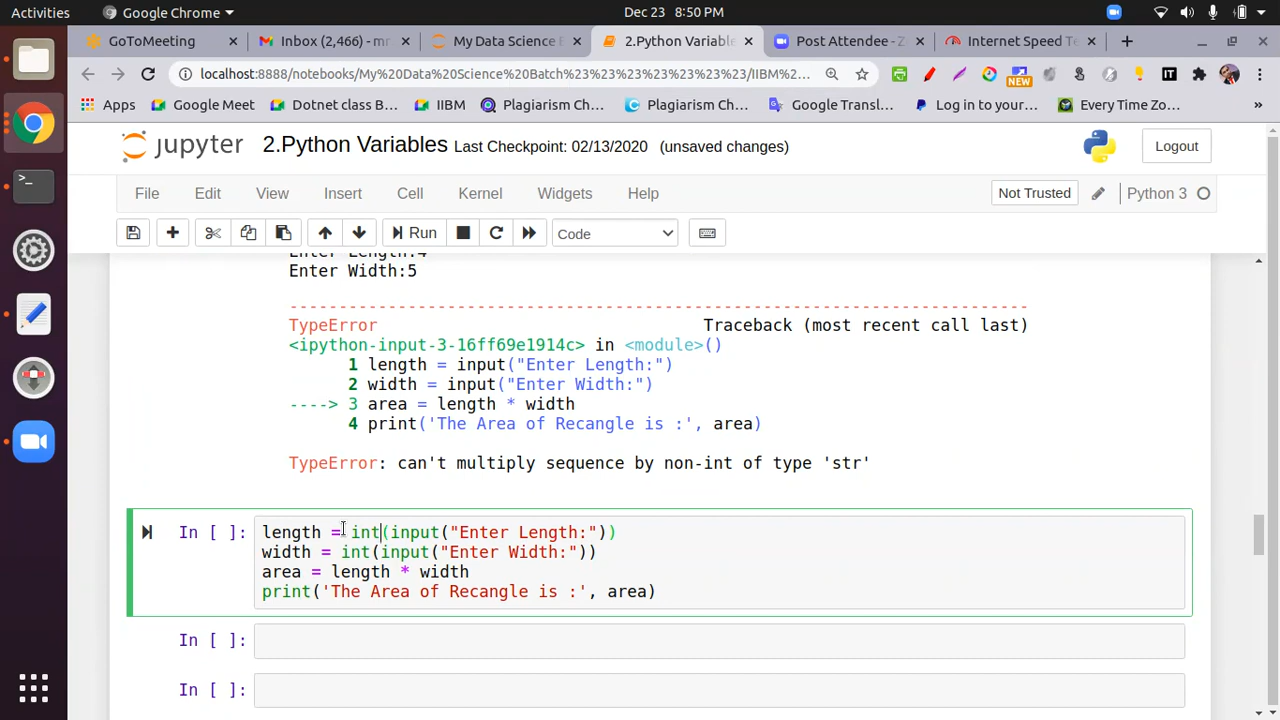 Activities
Google Chrome
Dec 23 8:50 PM
GoToMeeting
Inbox (2,466) - mr
My Data Science B
2.Python Variable
Post Attendee - Z
Internet Speed Te
localhost:8888/notebooks/My%20Data%20Science%20Batch%23%23%23%23%23%23%23/IIBM%2...
NEW
IT
Apps
Google Meet
Dotnet class B...
IIBM
Plagiarism Ch...
Plagiarism Ch...
Google Transl...
Log in to your...
Every Time Zo...
»
jupyter 2.Python Variables Last Checkpoint: 02/13/2020 (unsaved changes)
Logout
File Edit View Insert Cell Kernel Widgets Help
Not Trusted
Python 3
Run
Code
Enter Length:4
Enter Width:5
---------------------------------------------------------------------------
TypeError Traceback (most recent call last)
<ipython-input-3-16ff69e1914c> in <module>()
1 length = input("Enter Length:")
2 width = input("Enter Width:")
----> 3 area = length * width
4 print('The Area of Recangle is :', area)
TypeError: can't multiply sequence by non-int of type 'str'
In [ ]:
length = int(input("Enter Length:"))
width = int(input("Enter Width:"))
area = length * width
print('The Area of Recangle is :', area)
In [ ]:
In [ ]: